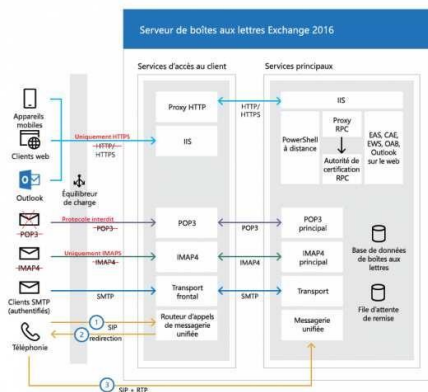 Serveur de boîtes aux lettres Exchange 2016
Services d'accès au client
Services principaux
Appareils
mobiles
Clients web
Outlook
POP3
IMAP4
Clients SMTP
(authentifiés)
Téléphonie
Équilibreur
de charge
Uniquement HTTPS
HTTP/
HTTPS
Protocole interdit
POP3
Uniquement IMAPS
IMAP4
SMTP
1
SIP
2
redirection
3
SIP + RTP
Proxy HTTP
IIS
POP3
IMAP4
Transport
frontal
Routeur d'appels
de messagerie
unifiée
HTTP/
HTTPS
POP3
IMAP4
SMTP
IIS
PowerShell
à distance
Proxy
RPC
Autorité de
certification
RPC
EAS, CAE,
EWS, OAB,
Outlook
sur le web
POP3
principal
IMAP4
principal
Transport
Messagerie
unifiée
Base de données
de boîtes aux
lettres
File d'attente
de remise